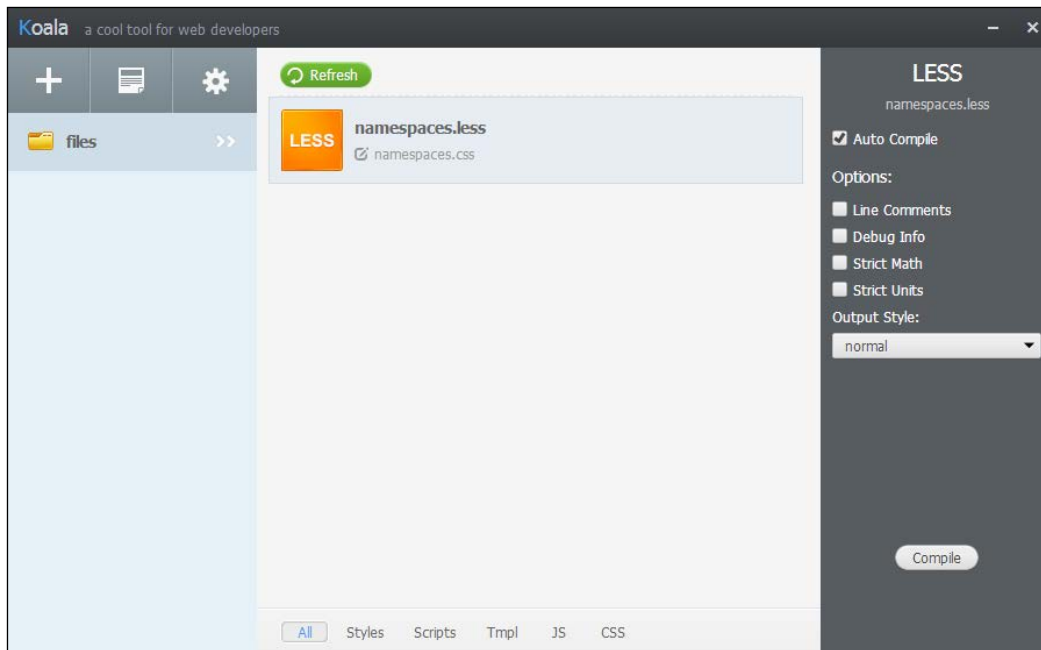 Koala a cool tool for web developers
files >>
Refresh
LESS
namespaces.less
namespaces.css
All Styles Scripts Tmpl JS CSS
LESS
namespaces.less
Auto Compile
Options:
Line Comments
Debug Info
Strict Math
Strict Units
Output Style:
normal
Compile